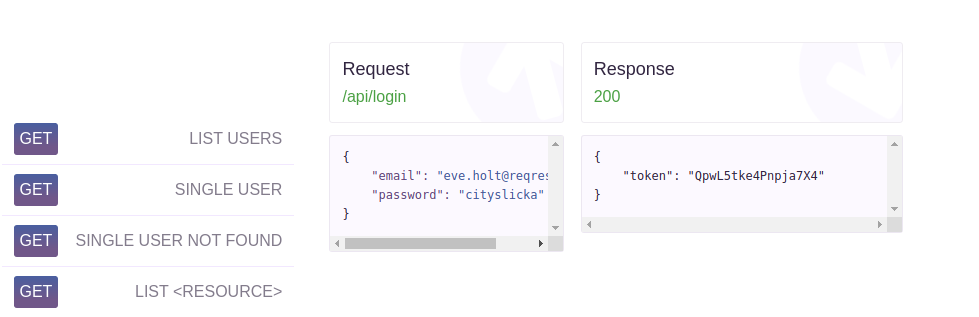 GET LIST USERS
GET SINGLE USER
GET SINGLE USER NOT FOUND
GET LIST <RESOURCE>
Request
/api/login
{
"email": "eve.holt@reqres
"password": "cityslicka"
}
Response
200
{
"token": "QpwL5tke4Pnpja7X4"
}